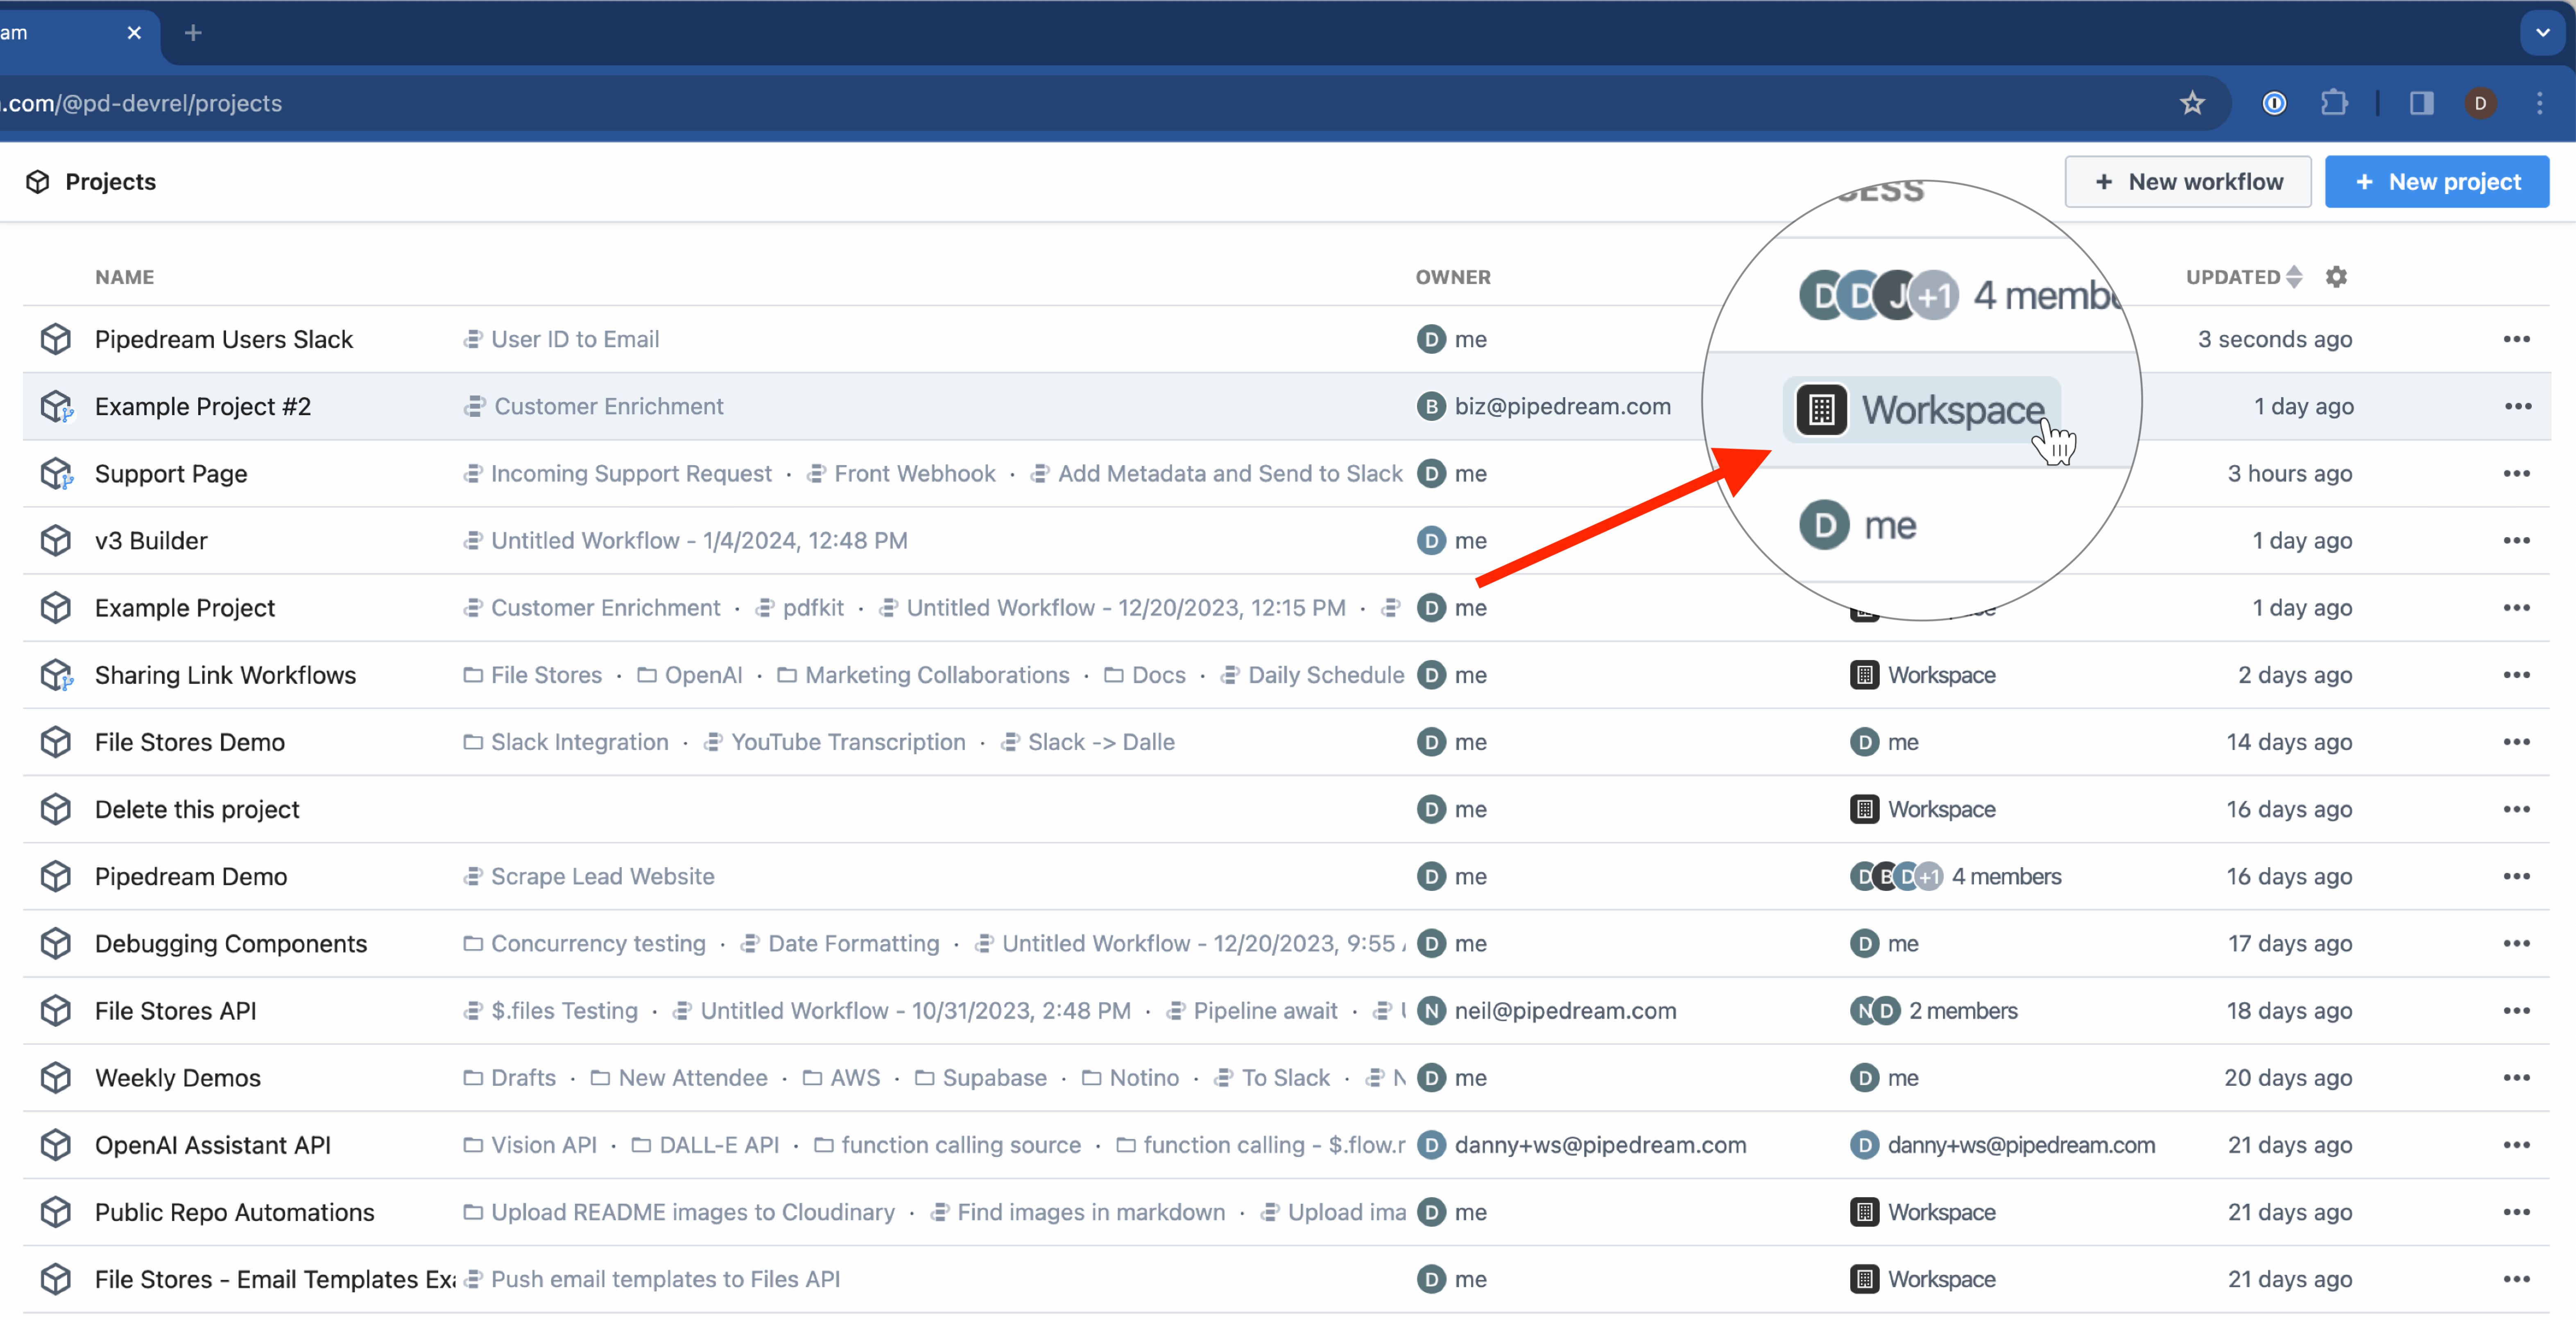 am
.com/@pd-devrel/projects
D
Projects
+ New workflow
+ New project
NAME OWNER UPDATED
Pipedream Users Slack User ID to Email D me D D J +1 3 seconds ago
Example Project #2 Customer Enrichment B biz@pipedream.com Workspace 1 day ago
Support Page Incoming Support Request · Front Webhook · Add Metadata and Send to Slack D me D me 3 hours ago
v3 Builder Untitled Workflow - 1/4/2024, 12:48 PM D me 1 day ago
Example Project Customer Enrichment · pdfkit · Untitled Workflow - 12/20/2023, 12:15 PM · D me 1 day ago
Sharing Link Workflows File Stores · OpenAI · Marketing Collaborations · Docs · Daily Schedule D me Workspace 2 days ago
File Stores Demo Slack Integration · YouTube Transcription · Slack -> Dalle D me D me 14 days ago
Delete this project D me Workspace 16 days ago
Pipedream Demo Scrape Lead Website D me D B D +1 4 members 16 days ago
Debugging Components Concurrency testing · Date Formatting · Untitled Workflow - 12/20/2023, 9:55 D me D me 17 days ago
File Stores API $.files Testing · Untitled Workflow - 10/31/2023, 2:48 PM · Pipeline await · N neil@pipedream.com N D 2 members 18 days ago
Weekly Demos Drafts · New Attendee · AWS · Supabase · Notino · To Slack · N D me D me 20 days ago
OpenAI Assistant API Vision API · DALL-E API · function calling source · function calling - $.flow.r D danny+ws@pipedream.com D danny+ws@pipedream.com 21 days ago
Public Repo Automations Upload README images to Cloudinary · Find images in markdown · Upload ima D me Workspace 21 days ago
File Stores - Email Templates Ex Push email templates to Files API D me Workspace 21 days ago